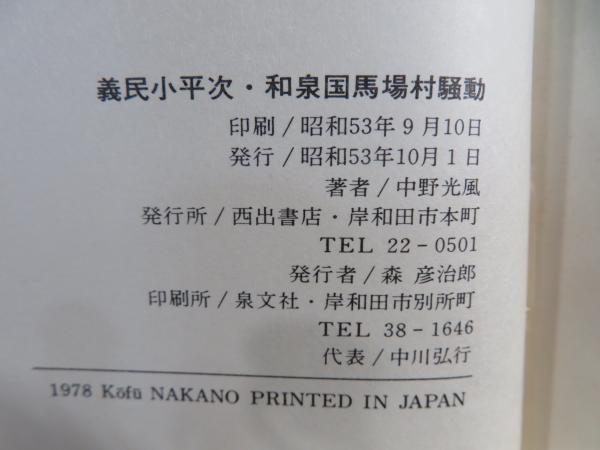 義民小平次・和泉国馬場村騒動
印刷/昭和53年9月10日
発行/昭和53年10月1日
著者/中野光風
発行所/西出書店・岸和田市本町
TEL 22-0501
発行者/森 彦治郎
印刷所/泉文社・岸和田市別所町
TEL 38-1646
代表/中川弘行
1978 Kōfū NAKANO PRINTED IN JAPAN